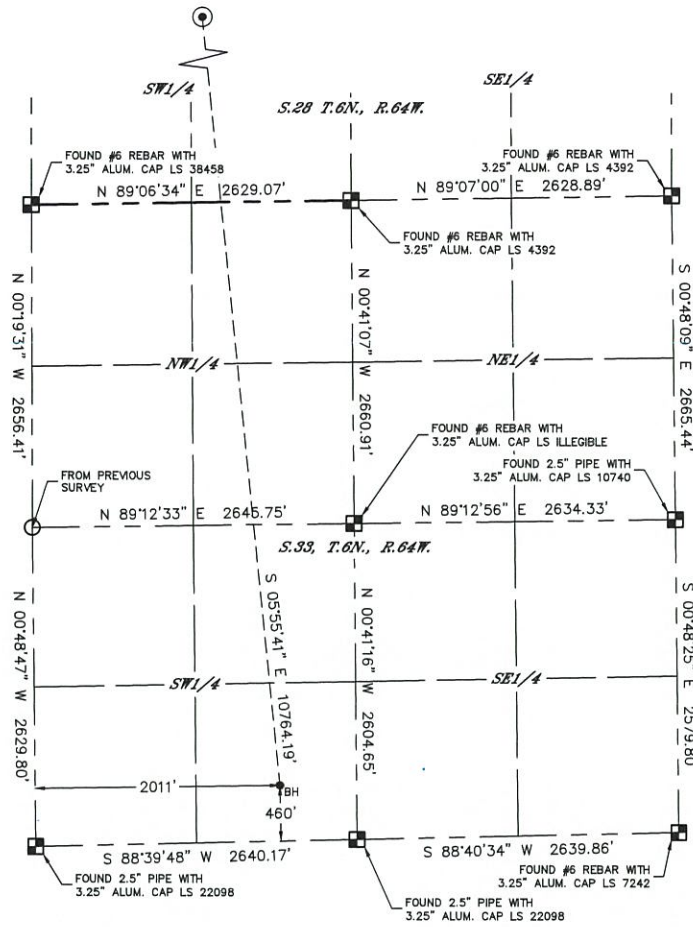 SW1/4
SE1/4
S.28 T.6N., R.64W.
FOUND #6 REBAR WITH
3.25" ALUM. CAP LS 38458
FOUND #6 REBAR WITH
3.25" ALUM. CAP LS 4392
N 89°06'34" E 2629.07'
N 89°07'00" E 2628.89'
FOUND #6 REBAR WITH
3.25" ALUM. CAP LS 4392
N 00°19'31" W 2656.41'
N 00°41'07" W 2660.91'
S 00°48'09" E 2665.44'
NW1/4
NE1/4
FOUND #6 REBAR WITH
3.25" ALUM. CAP LS ILLEGIBLE
FOUND 2.5" PIPE WITH
3.25" ALUM. CAP LS 10740
FROM PREVIOUS
SURVEY
N 89°12'33" E 2645.75'
N 89°12'56" E 2634.33'
S.33, T.6N., R.64W.
N 00°48'47" W 2629.80'
S 05°55'41" E 10764.19'
N 00°41'16" W 2604.65'
S 00°48'25" E 2579.80'
SW1/4
SE1/4
2011'
BH
460'
S 88°39'48" W 2640.17'
S 88°40'34" W 2639.86'
FOUND 2.5" PIPE WITH
3.25" ALUM. CAP LS 22098
FOUND #6 REBAR WITH
3.25" ALUM. CAP LS 7242
FOUND 2.5" PIPE WITH
3.25" ALUM. CAP LS 22098